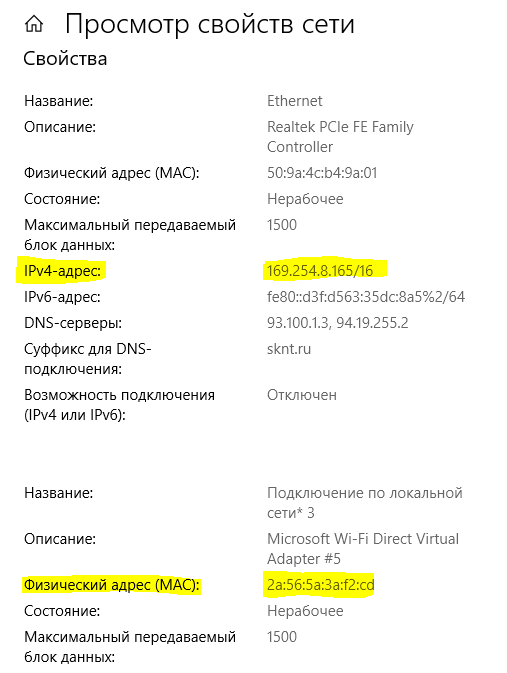 Просмотр свойств сети
Свойства
Название: Ethernet
Описание: Realtek PCIe FE Family
Controller
Физический адрес (MAC): 50:9a:4c:b4:9a:01
Состояние: Нерабочее
Максимальный передаваемый 1500
блок данных:
IPv4-адрес: 169.254.8.165/16
IPv6-адрес: fe80::d3f:d563:35dc:8a5%2/64
DNS-серверы: 93.100.1.3, 94.19.255.2
Суффикс для DNS- sknt.ru
подключения:
Возможность подключения Отключен
(IPv4 или IPv6):
Название: Подключение по локальной
сети* 3
Описание: Microsoft Wi-Fi Direct Virtual
Adapter #5
Физический адрес (MAC): 2a:56:5a:3a:f2:cd
Состояние: Нерабочее
Максимальный передаваемый 1500
блок данных: